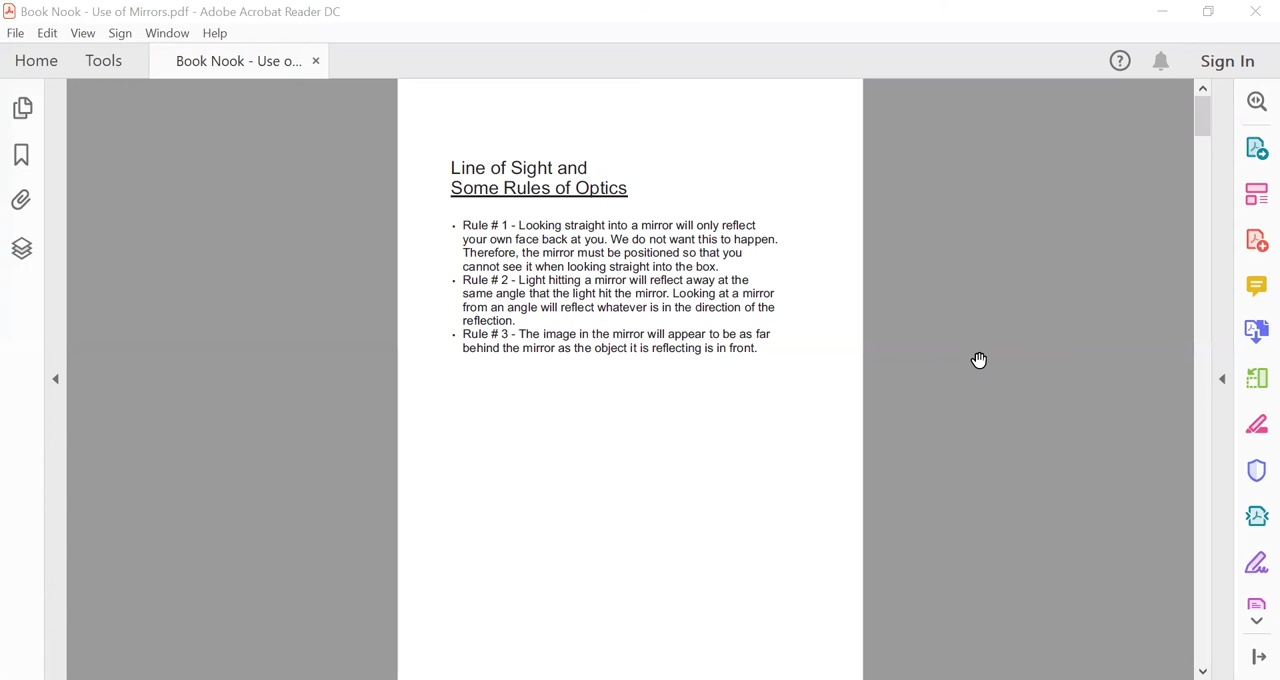 Book Nook - Use of Mirrors.pdf - Adobe Acrobat Reader DC
File Edit View Sign Window Help
Home Tools Book Nook - Use o... ×
? Sign In
Line of Sight and
Some Rules of Optics
• Rule # 1 - Looking straight into a mirror will only reflect
your own face back at you. We do not want this to happen.
Therefore, the mirror must be positioned so that you
cannot see it when looking straight into the box.
• Rule # 2 - Light hitting a mirror will reflect away at the
same angle that the light hit the mirror. Looking at a mirror
from an angle will reflect whatever is in the direction of the
reflection.
• Rule # 3 - The image in the mirror will appear to be as far
behind the mirror as the object it is reflecting is in front.